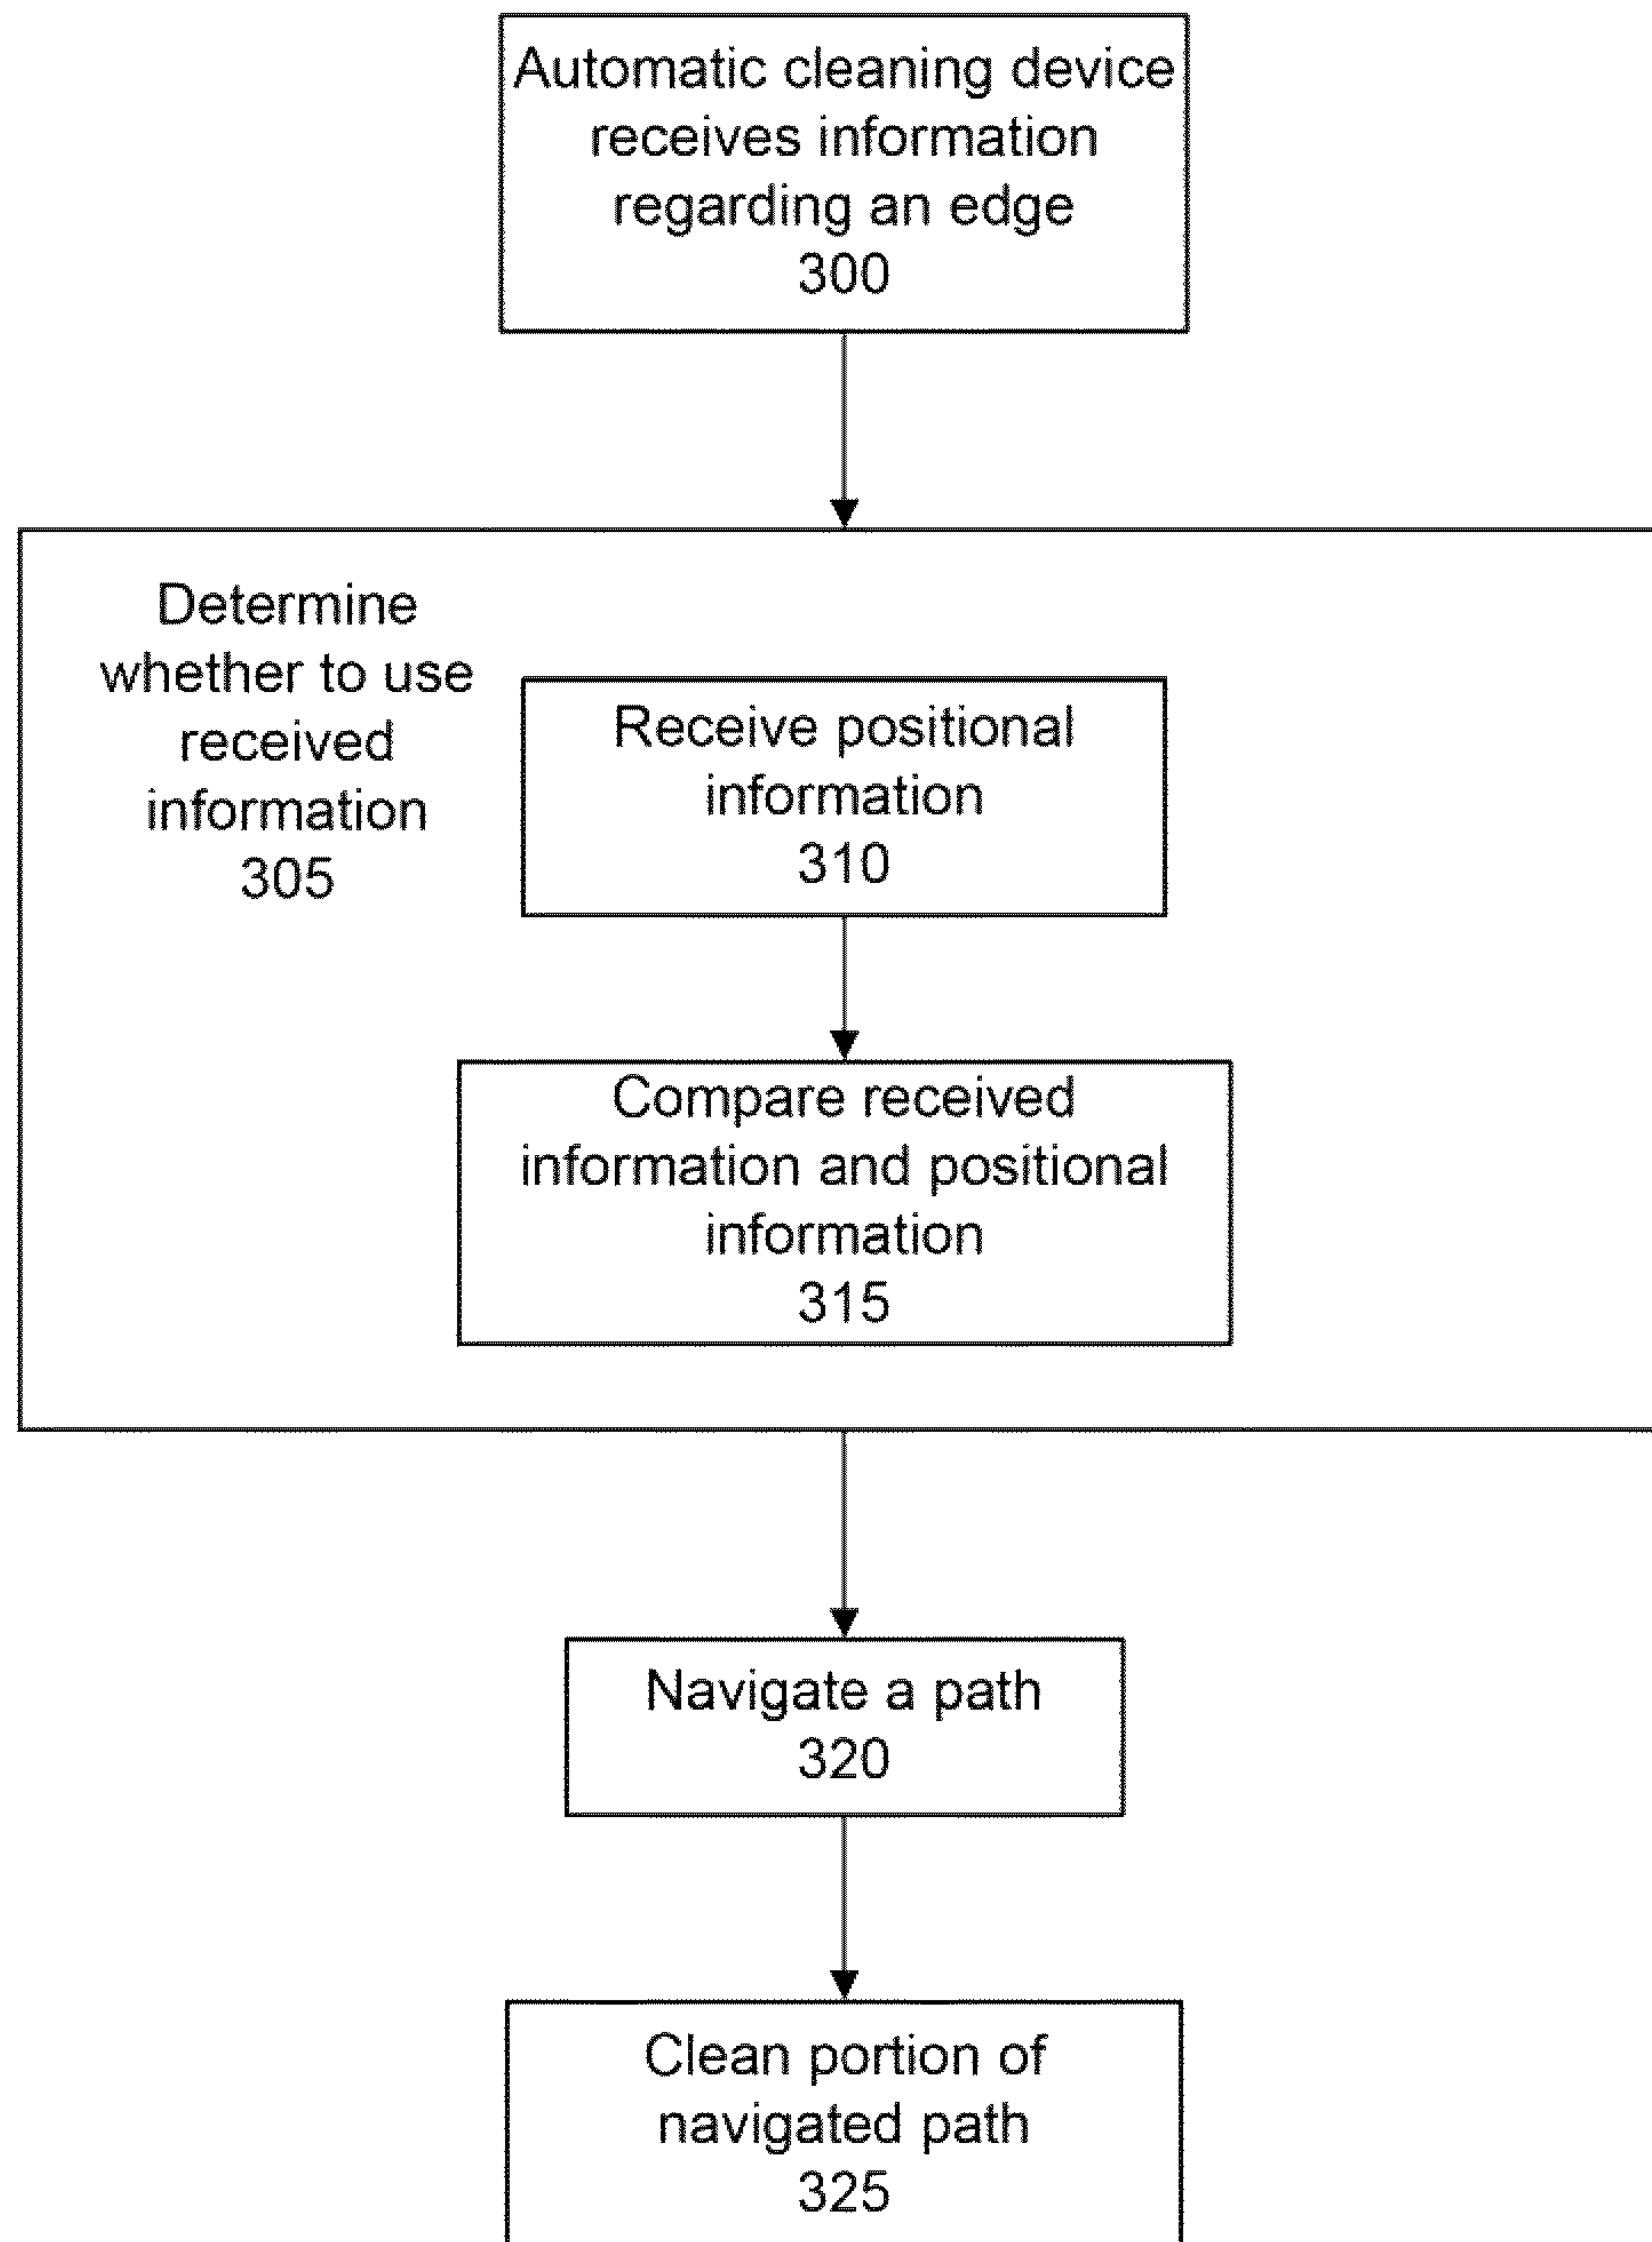 Automatic cleaning device
receives information
regarding an edge
300
Determine
whether to use
received
information
305
Receive positional
information
310
Compare received
information and positional
information
315
Navigate a path
320
Clean portion of
navigated path
325